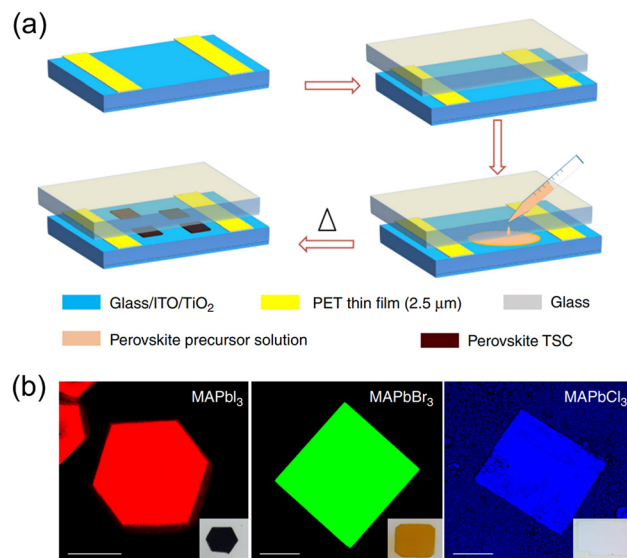 (a)
Δ
Glass/ITO/TiO₂ PET thin film (2.5 μm) Glass
Perovskite precursor solution Perovskite TSC
(b)
MAPbI₃ MAPbBr₃ MAPbCl₃